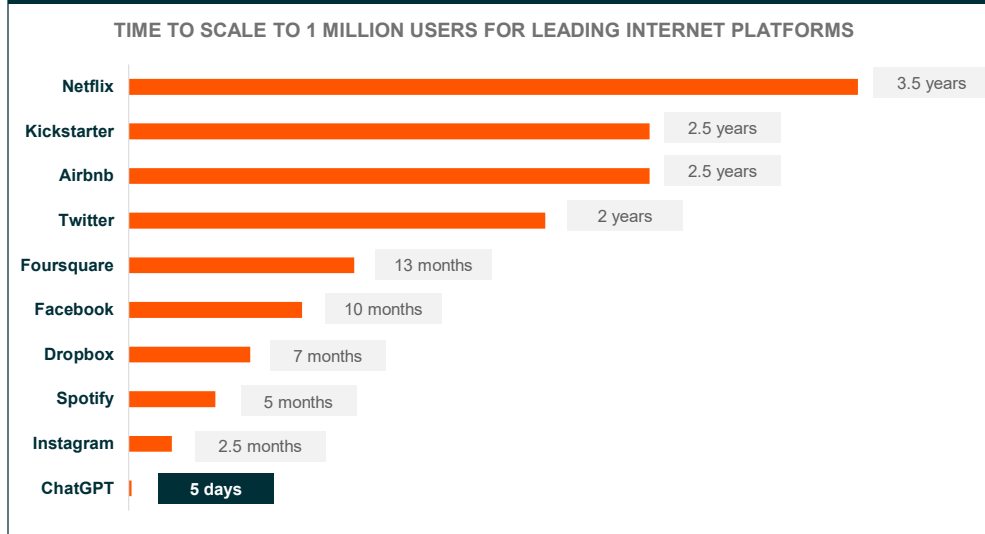 TIME TO SCALE TO 1 MILLION USERS FOR LEADING INTERNET PLATFORMS
Netflix 3.5 years
Kickstarter 2.5 years
Airbnb 2.5 years
Twitter 2 years
Foursquare 13 months
Facebook 10 months
Dropbox 7 months
Spotify 5 months
Instagram 2.5 months
ChatGPT 5 days